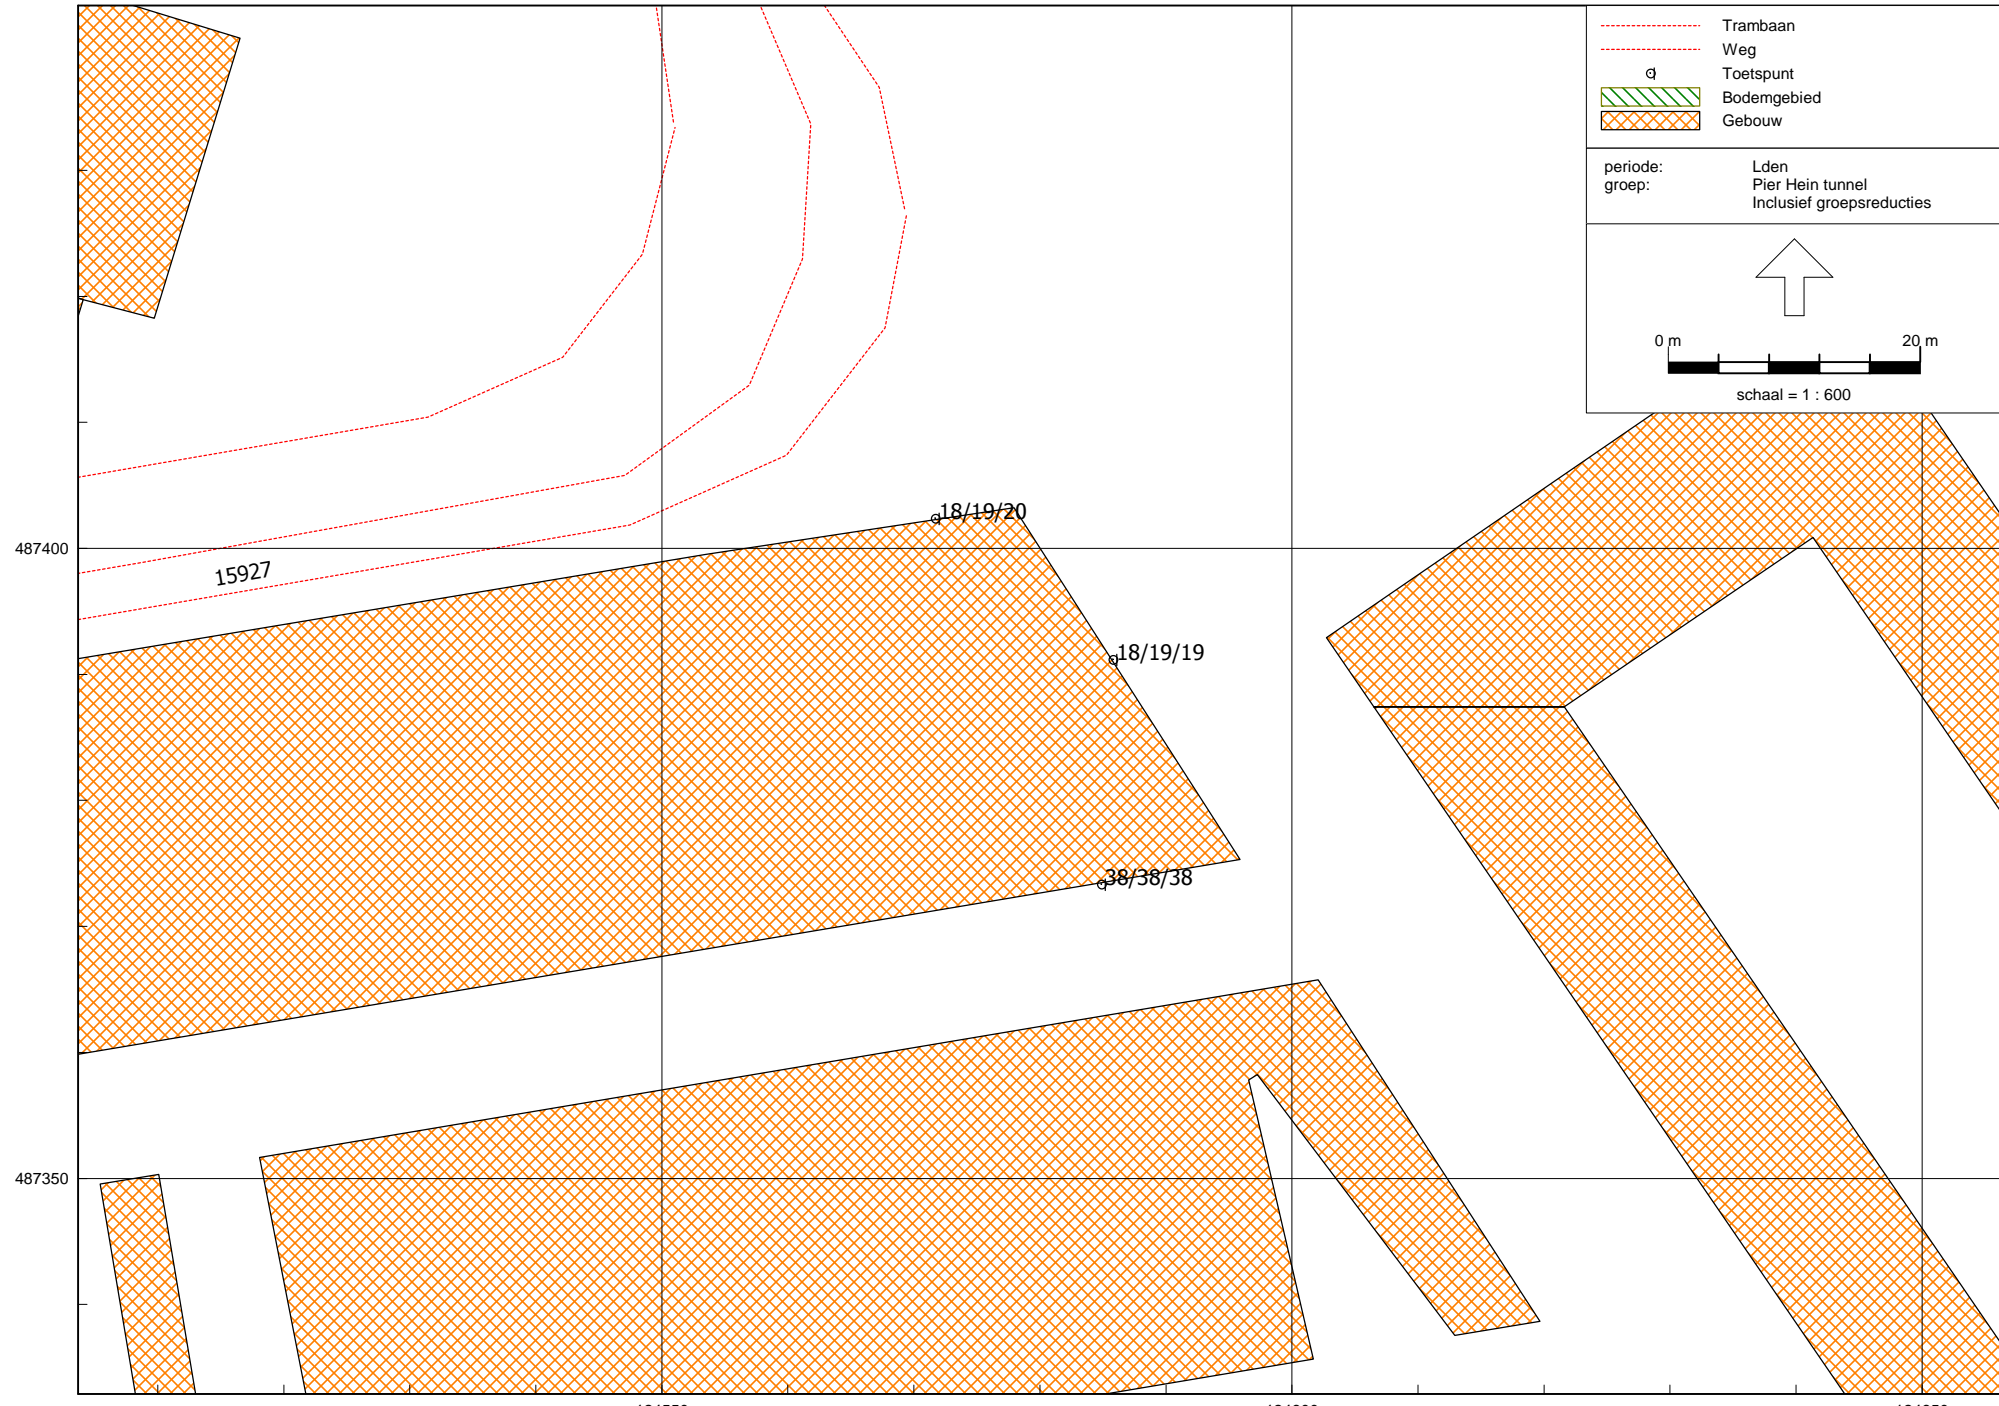 Trambaan
Weg
Toetspunt
Bodemgebied
Gebouw
periode: Lden
groep: Pier Hein tunnel
Inclusief groepsreducties
0 m 20 m
schaal = 1 : 600
18/19/20
487400
15927
18/19/19
38/38/38
487350